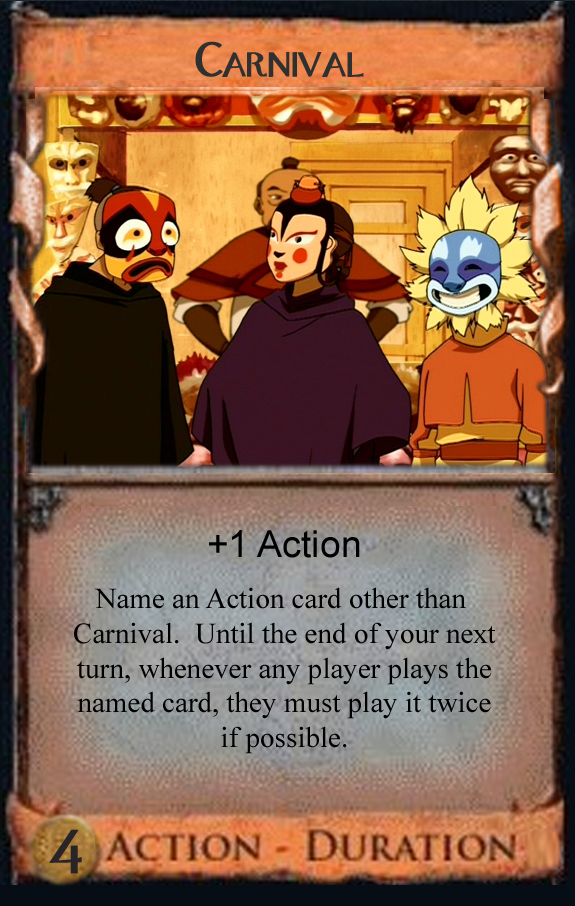 Carnival
+1 Action
Name an Action card other than
Carnival. Until the end of your next
turn, whenever any player plays the
named card, they must play it twice
if possible.
4 Action - Duration